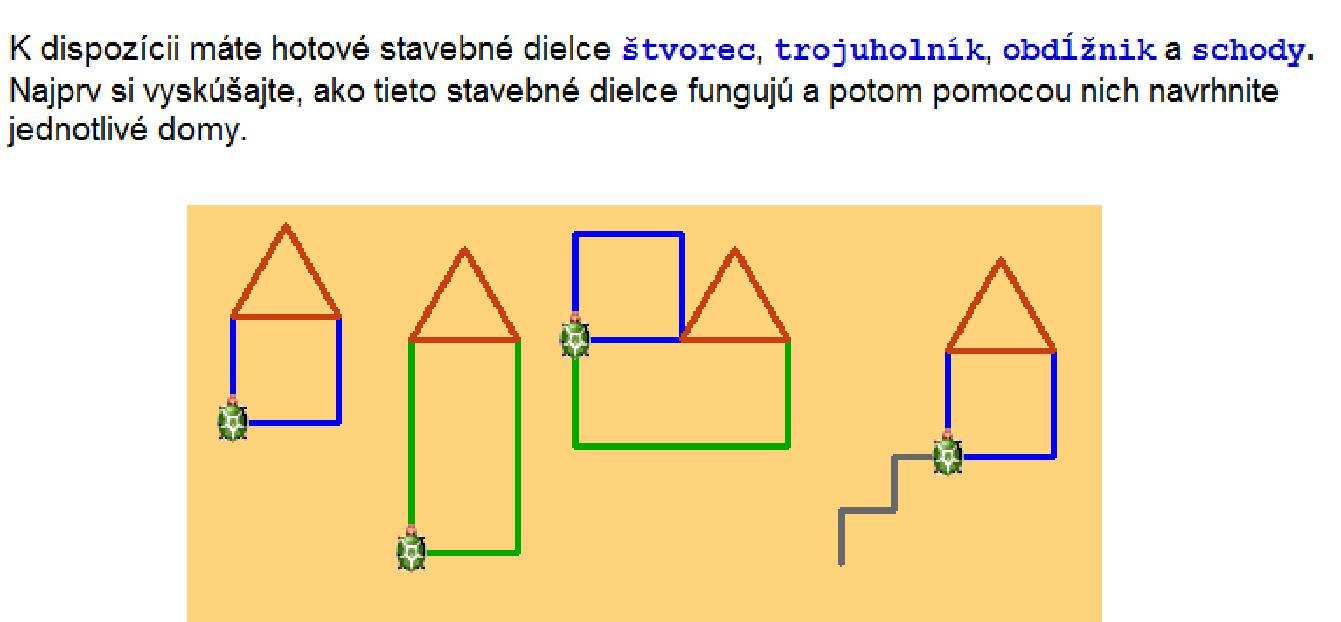 K dispozícii máte hotové stavebné dielce štvorec, trojuholník, obdĺžnik a schody.
Najprv si vyskúšajte, ako tieto stavebné dielce fungujú a potom pomocou nich navrhnite
jednotlivé domy.